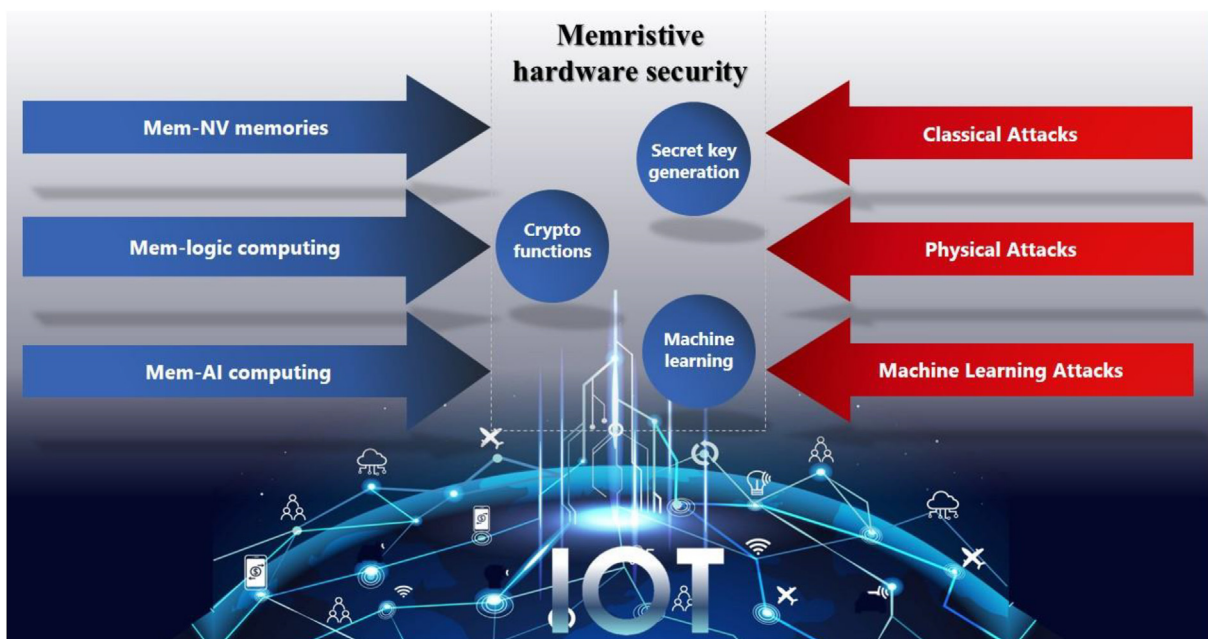 Memristive
hardware security
Mem-NV memories
Mem-logic computing
Mem-AI computing
Secret key
generation
Crypto
functions
Machine
learning
Classical Attacks
Physical Attacks
Machine Learning Attacks
IOT